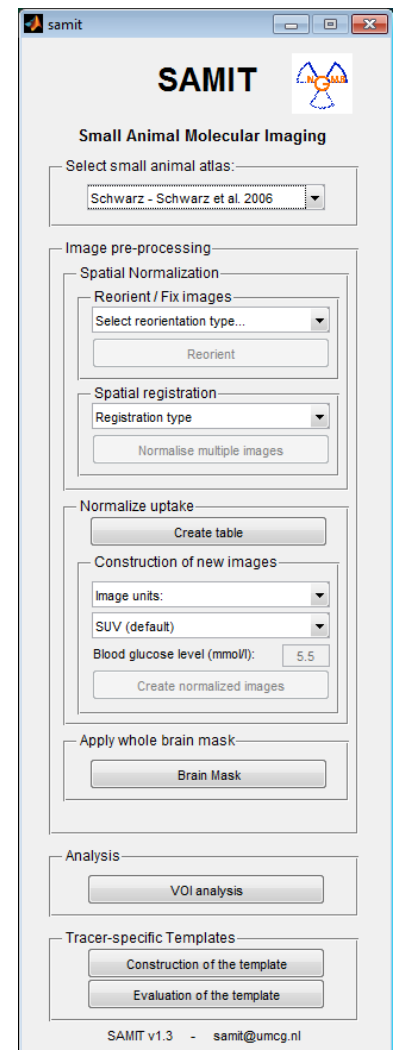 samit
SAMIT
Small Animal Molecular Imaging
Select small animal atlas:
Schwarz - Schwarz et al. 2006
Image pre-processing
Spatial Normalization
Reorient / Fix images
Select reorientation type...
Reorient
Spatial registration
Registration type
Normalise multiple images
Normalize uptake
Create table
Construction of new images
Image units:
SUV (default)
Blood glucose level (mmol/l): 5.5
Create normalized images
Apply whole brain mask
Brain Mask
Analysis
VOI analysis
Tracer-specific Templates
Construction of the template
Evaluation of the template
SAMIT v1.3 - samit@umcg.nl